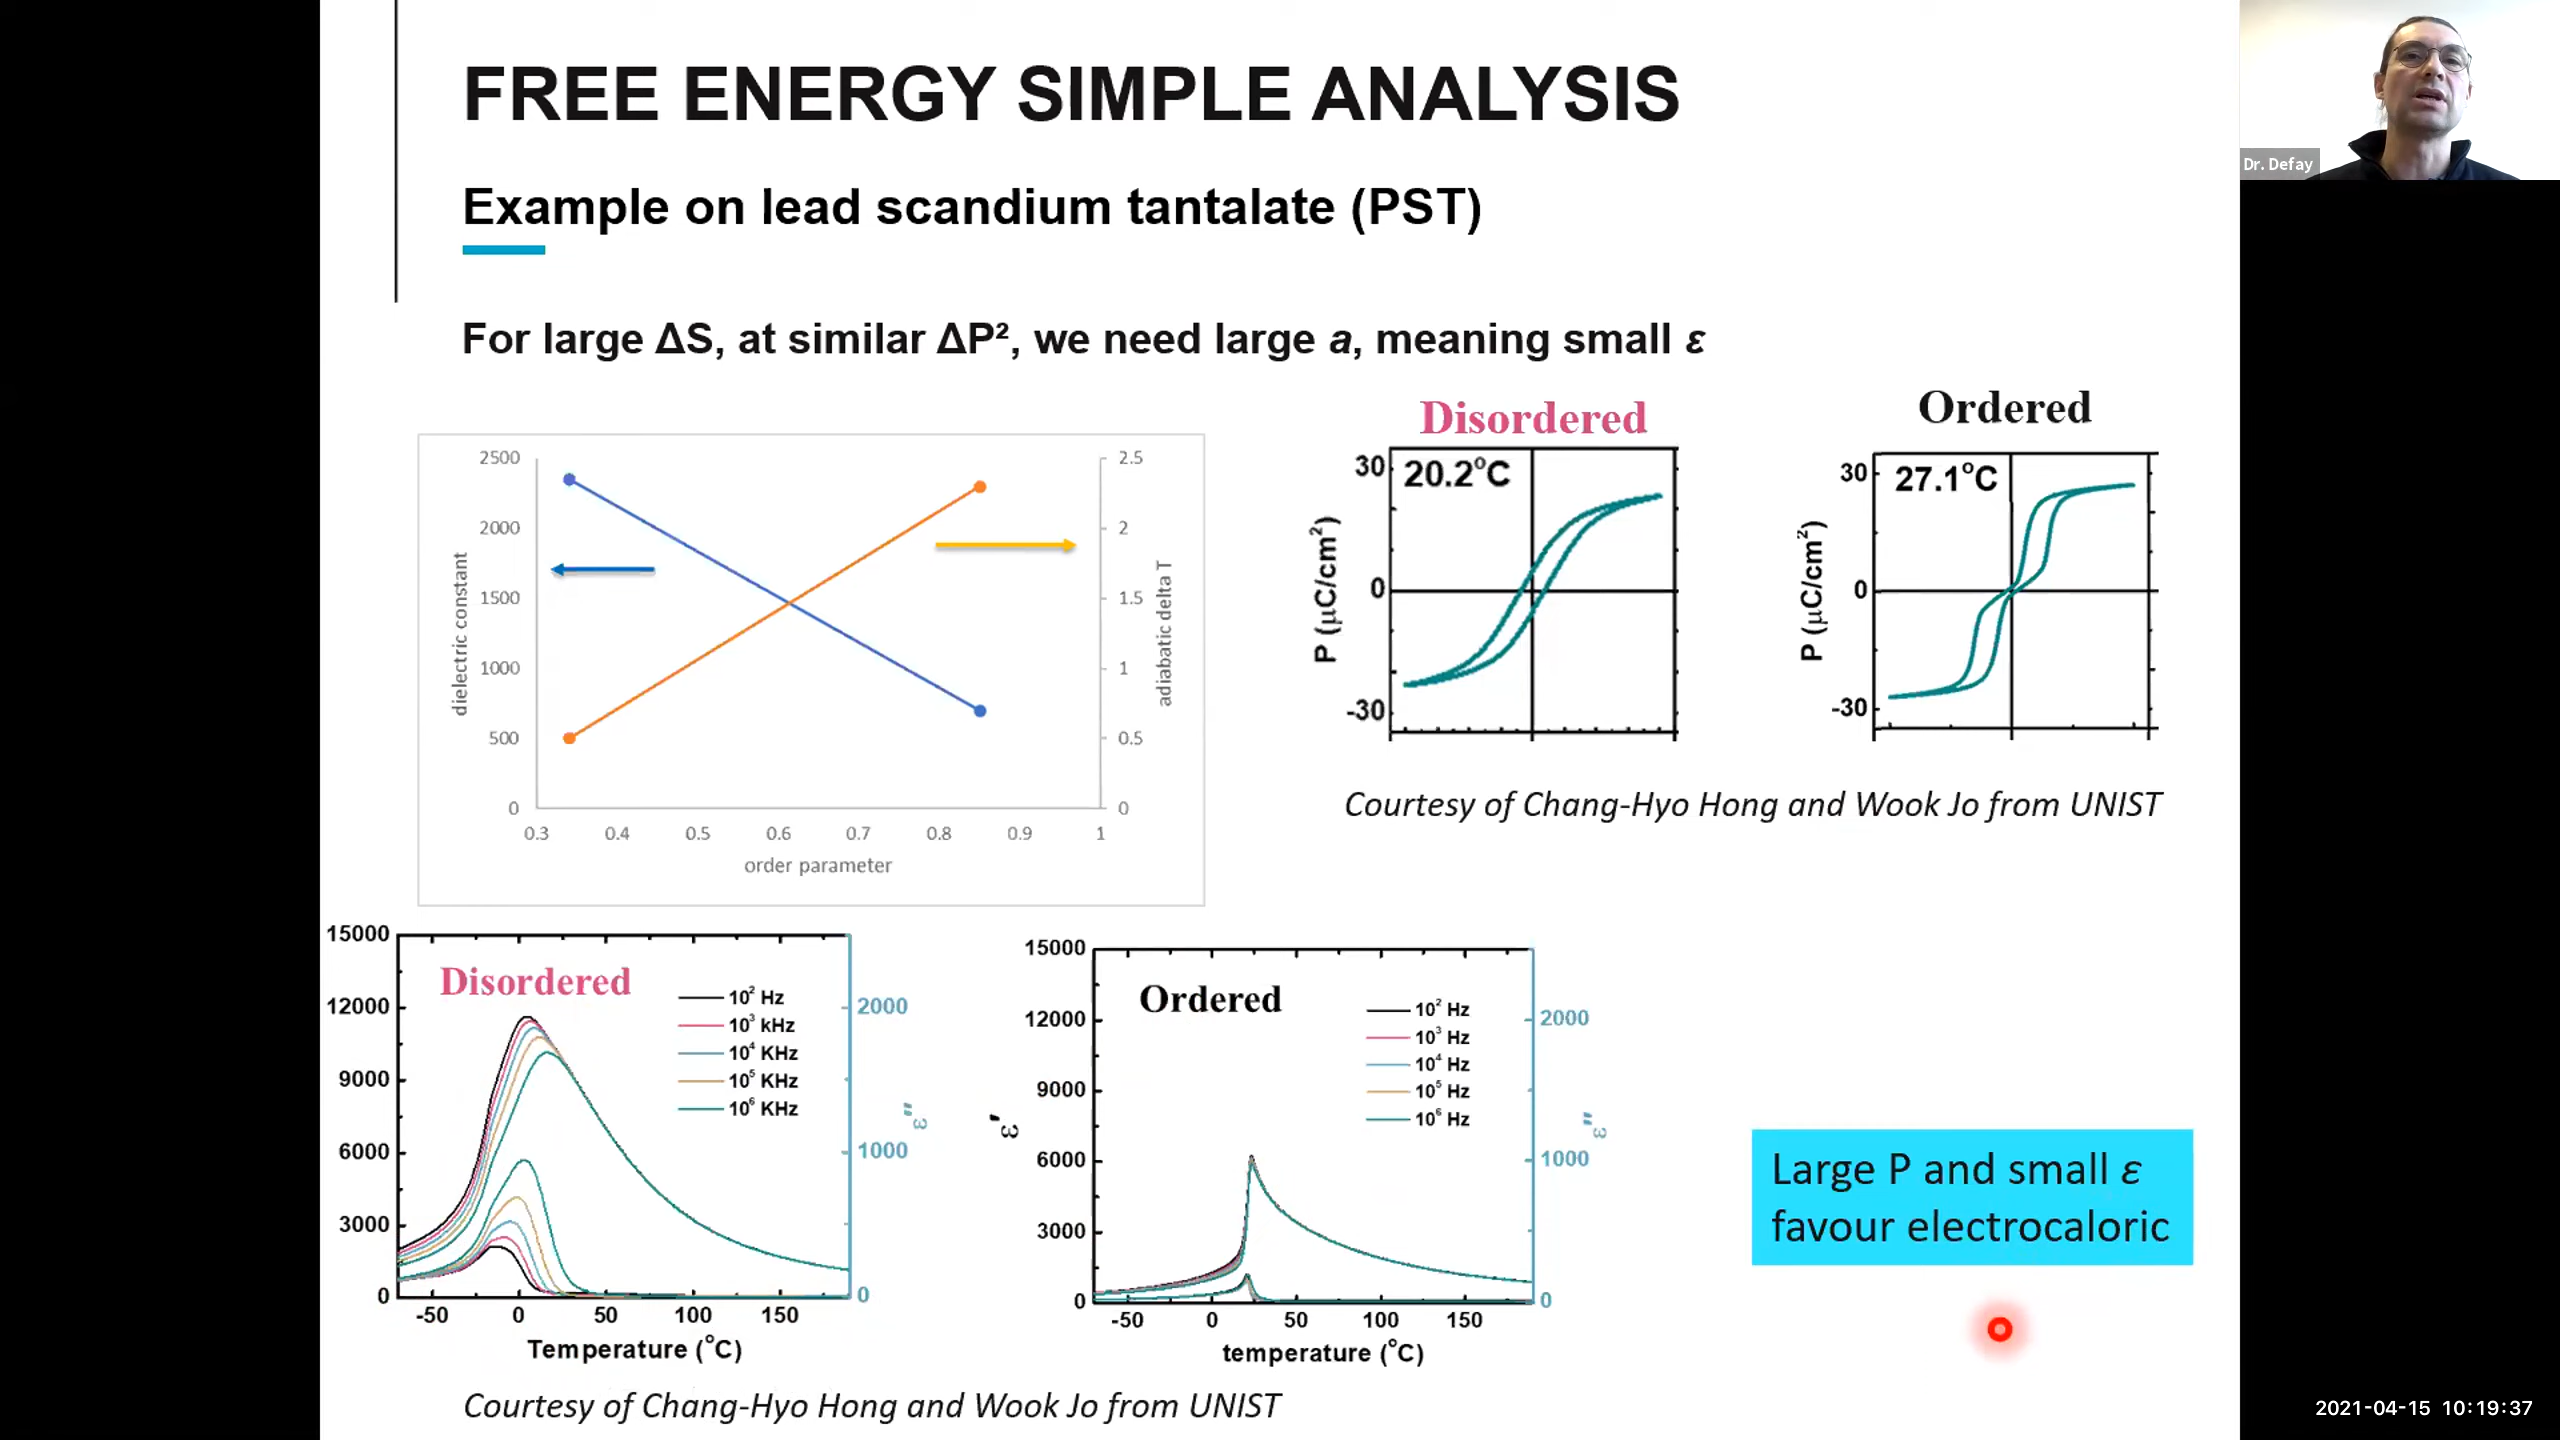 FREE ENERGY SIMPLE ANALYSIS
Dr. Defay
Example on lead scandium tantalate (PST)
For large ΔS, at similar ΔP², we need large a, meaning small ε
2500
2000
1500
1000
500
0
dielectric constant
2.5
2
1.5
1
0.5
0
adiabatic delta T
0.3 0.4 0.5 0.6 0.7 0.8 0.9 1
order parameter
Disordered
20.2°C
30
0
-30
P (μC/cm²)
Ordered
27.1°C
30
0
-30
P (μC/cm²)
Courtesy of Chang-Hyo Hong and Wook Jo from UNIST
15000
12000
9000
6000
3000
0
Disordered
10² Hz
10³ kHz
10⁴ KHz
10⁵ KHz
10⁶ KHz
2000
1000
0
ε''
-50 0 50 100 150
Temperature (°C)
ε'
15000
12000
9000
6000
3000
0
Ordered
10² Hz
10³ Hz
10⁴ Hz
10⁵ Hz
10⁶ Hz
2000
1000
0
ε''
-50 0 50 100 150
temperature (°C)
Large P and small ε
favour electrocaloric
Courtesy of Chang-Hyo Hong and Wook Jo from UNIST
2021-04-15 10:19:37